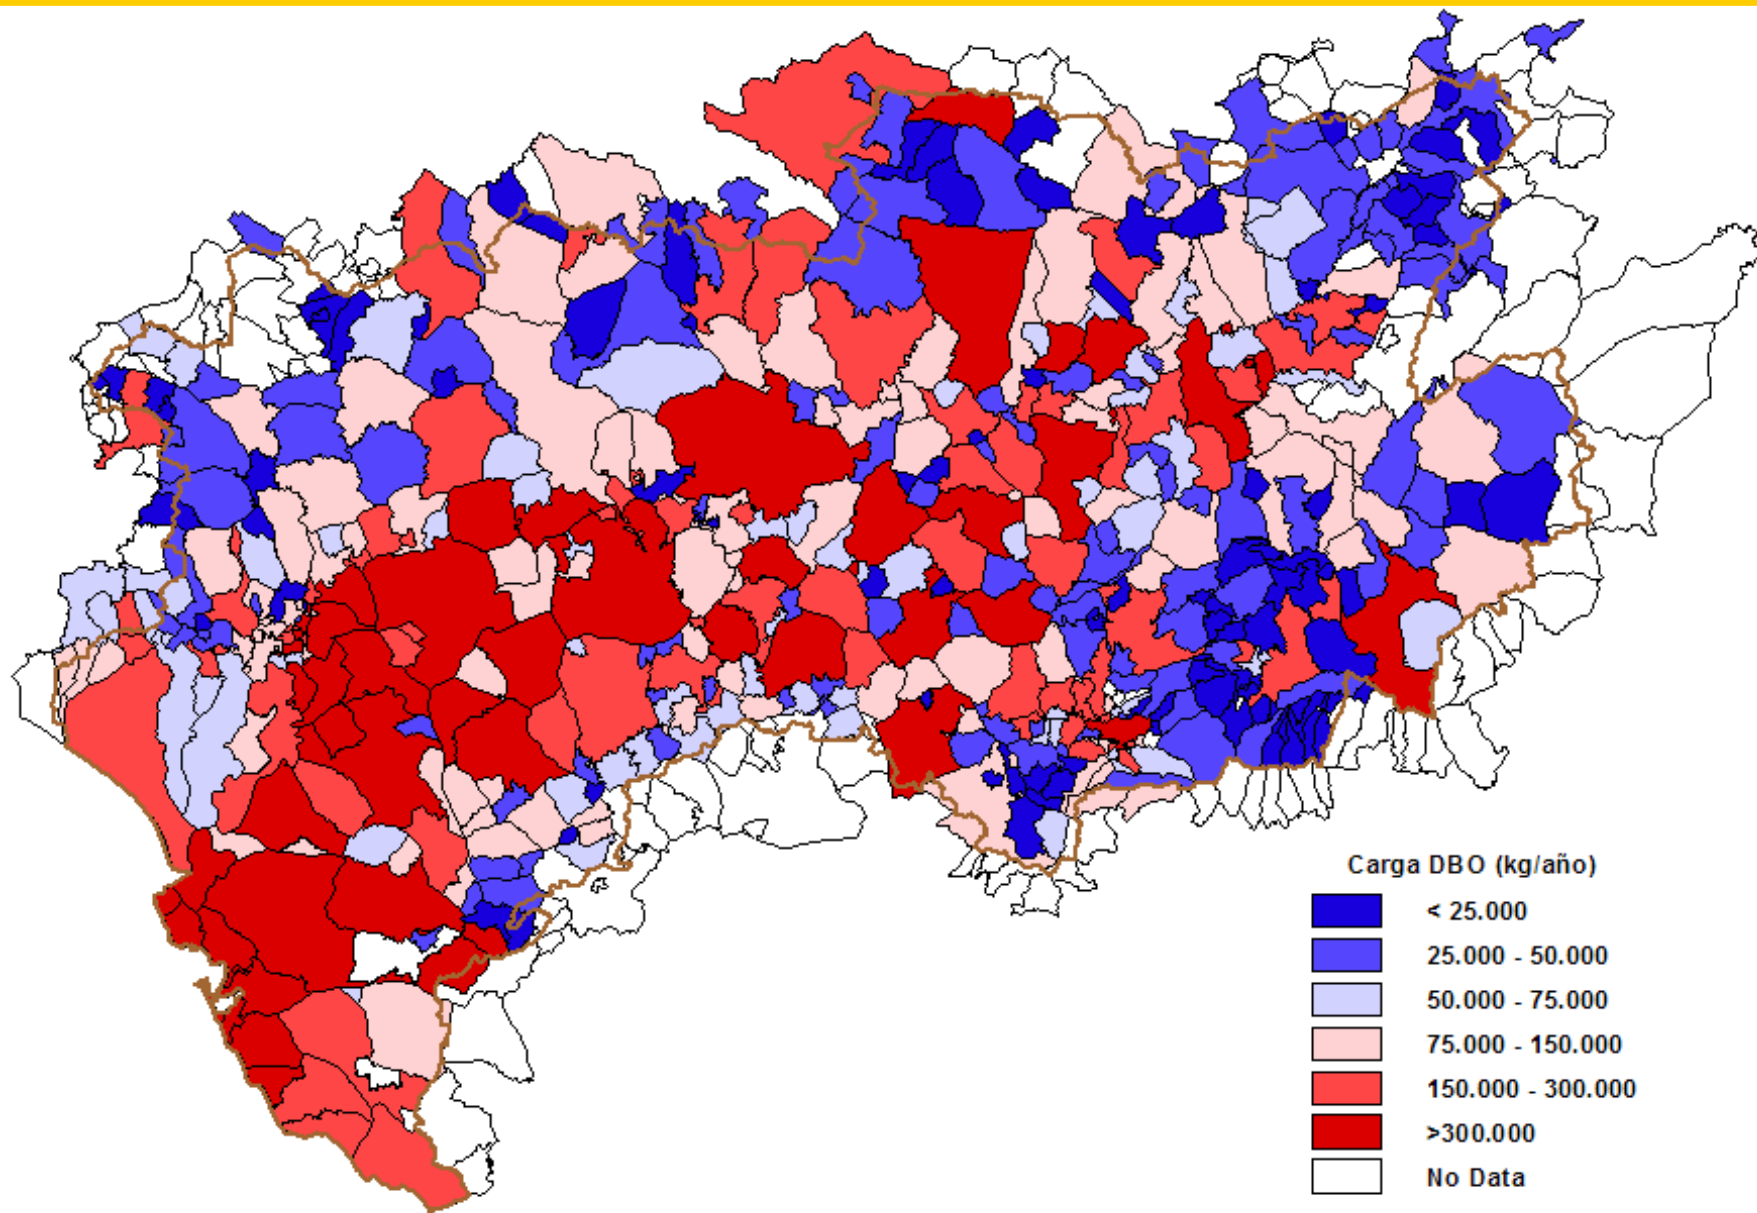 Carga DBO (kg/año)
< 25.000
25.000 - 50.000
50.000 - 75.000
75.000 - 150.000
150.000 - 300.000
>300.000
No Data